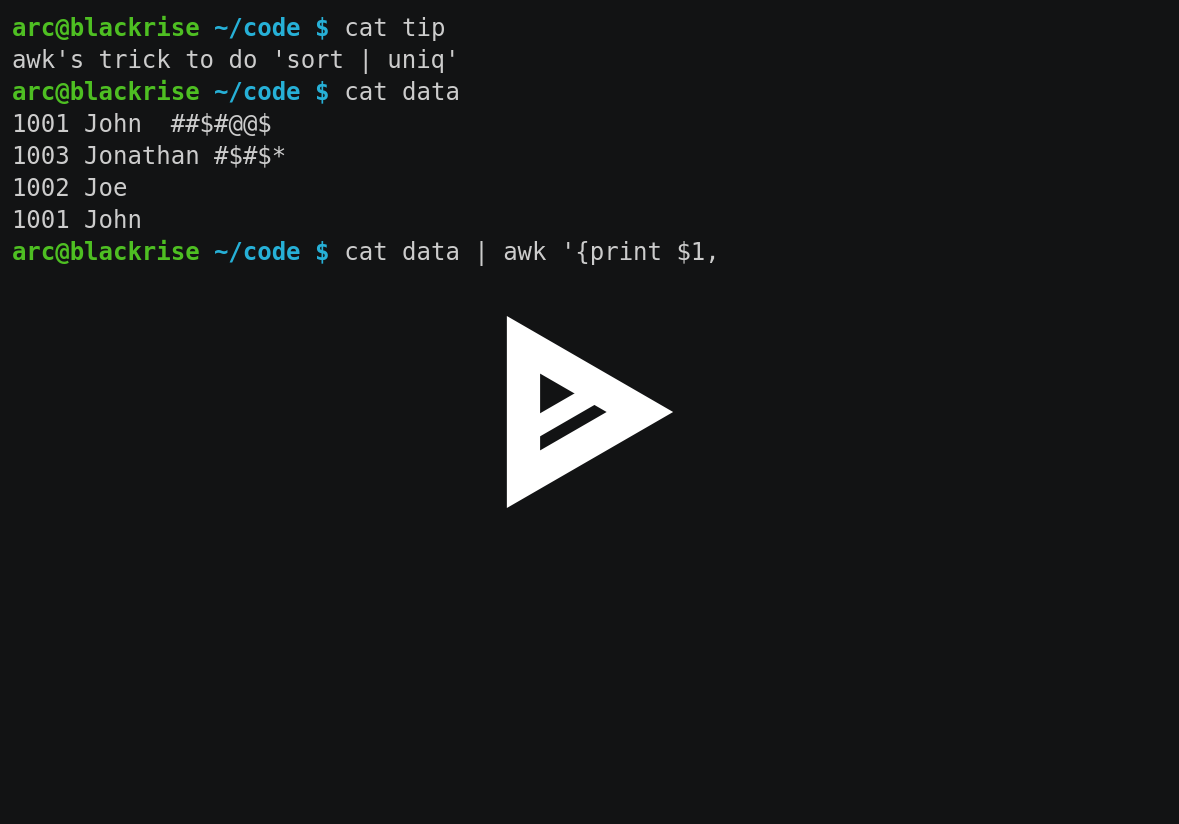 arc@blackrise ~/code $ cat tip
awk's trick to do 'sort | uniq'
arc@blackrise ~/code $ cat data
1001 John  ##$#@@$
1003 Jonathan #$#$*
1002 Joe
1001 John
arc@blackrise ~/code $ cat data | awk '{print $1,